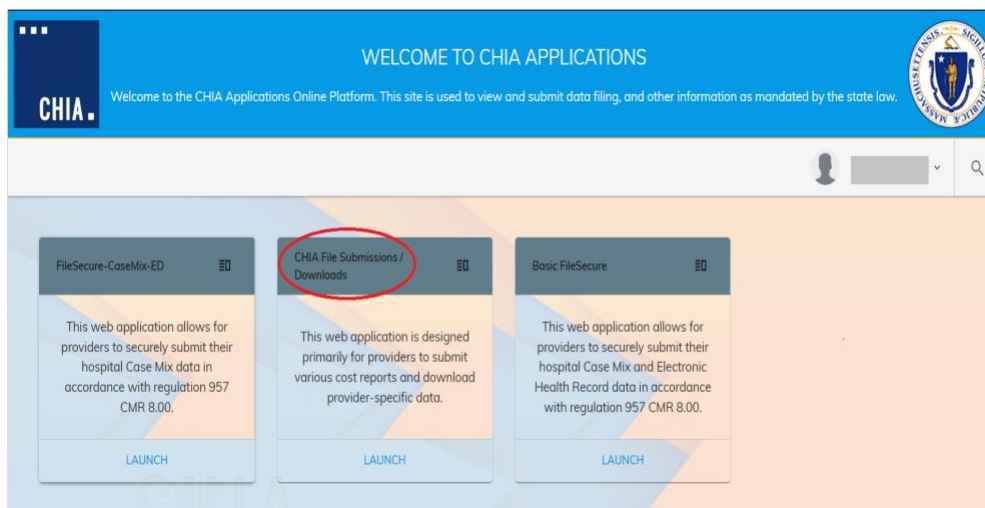 WELCOME TO CHIA APPLICATIONS
Welcome to the CHIA Applications Online Platform. This site is used to view and submit data filing, and other information as mandated by the state law.
CHIA.
FileSecure-CaseMix-ED
This web application allows for
providers to securely submit their
hospital Case Mix data in
accordance with regulation 957
CMR 8.00.
LAUNCH
CHIA File Submissions /
Downloads
This web application is designed
primarily for providers to submit
various cost reports and download
provider-specific data.
LAUNCH
Basic FileSecure
This web application allows for
providers to securely submit their
hospital Case Mix and Electronic
Health Record data in accordance
with regulation 957 CMR 8.00.
LAUNCH